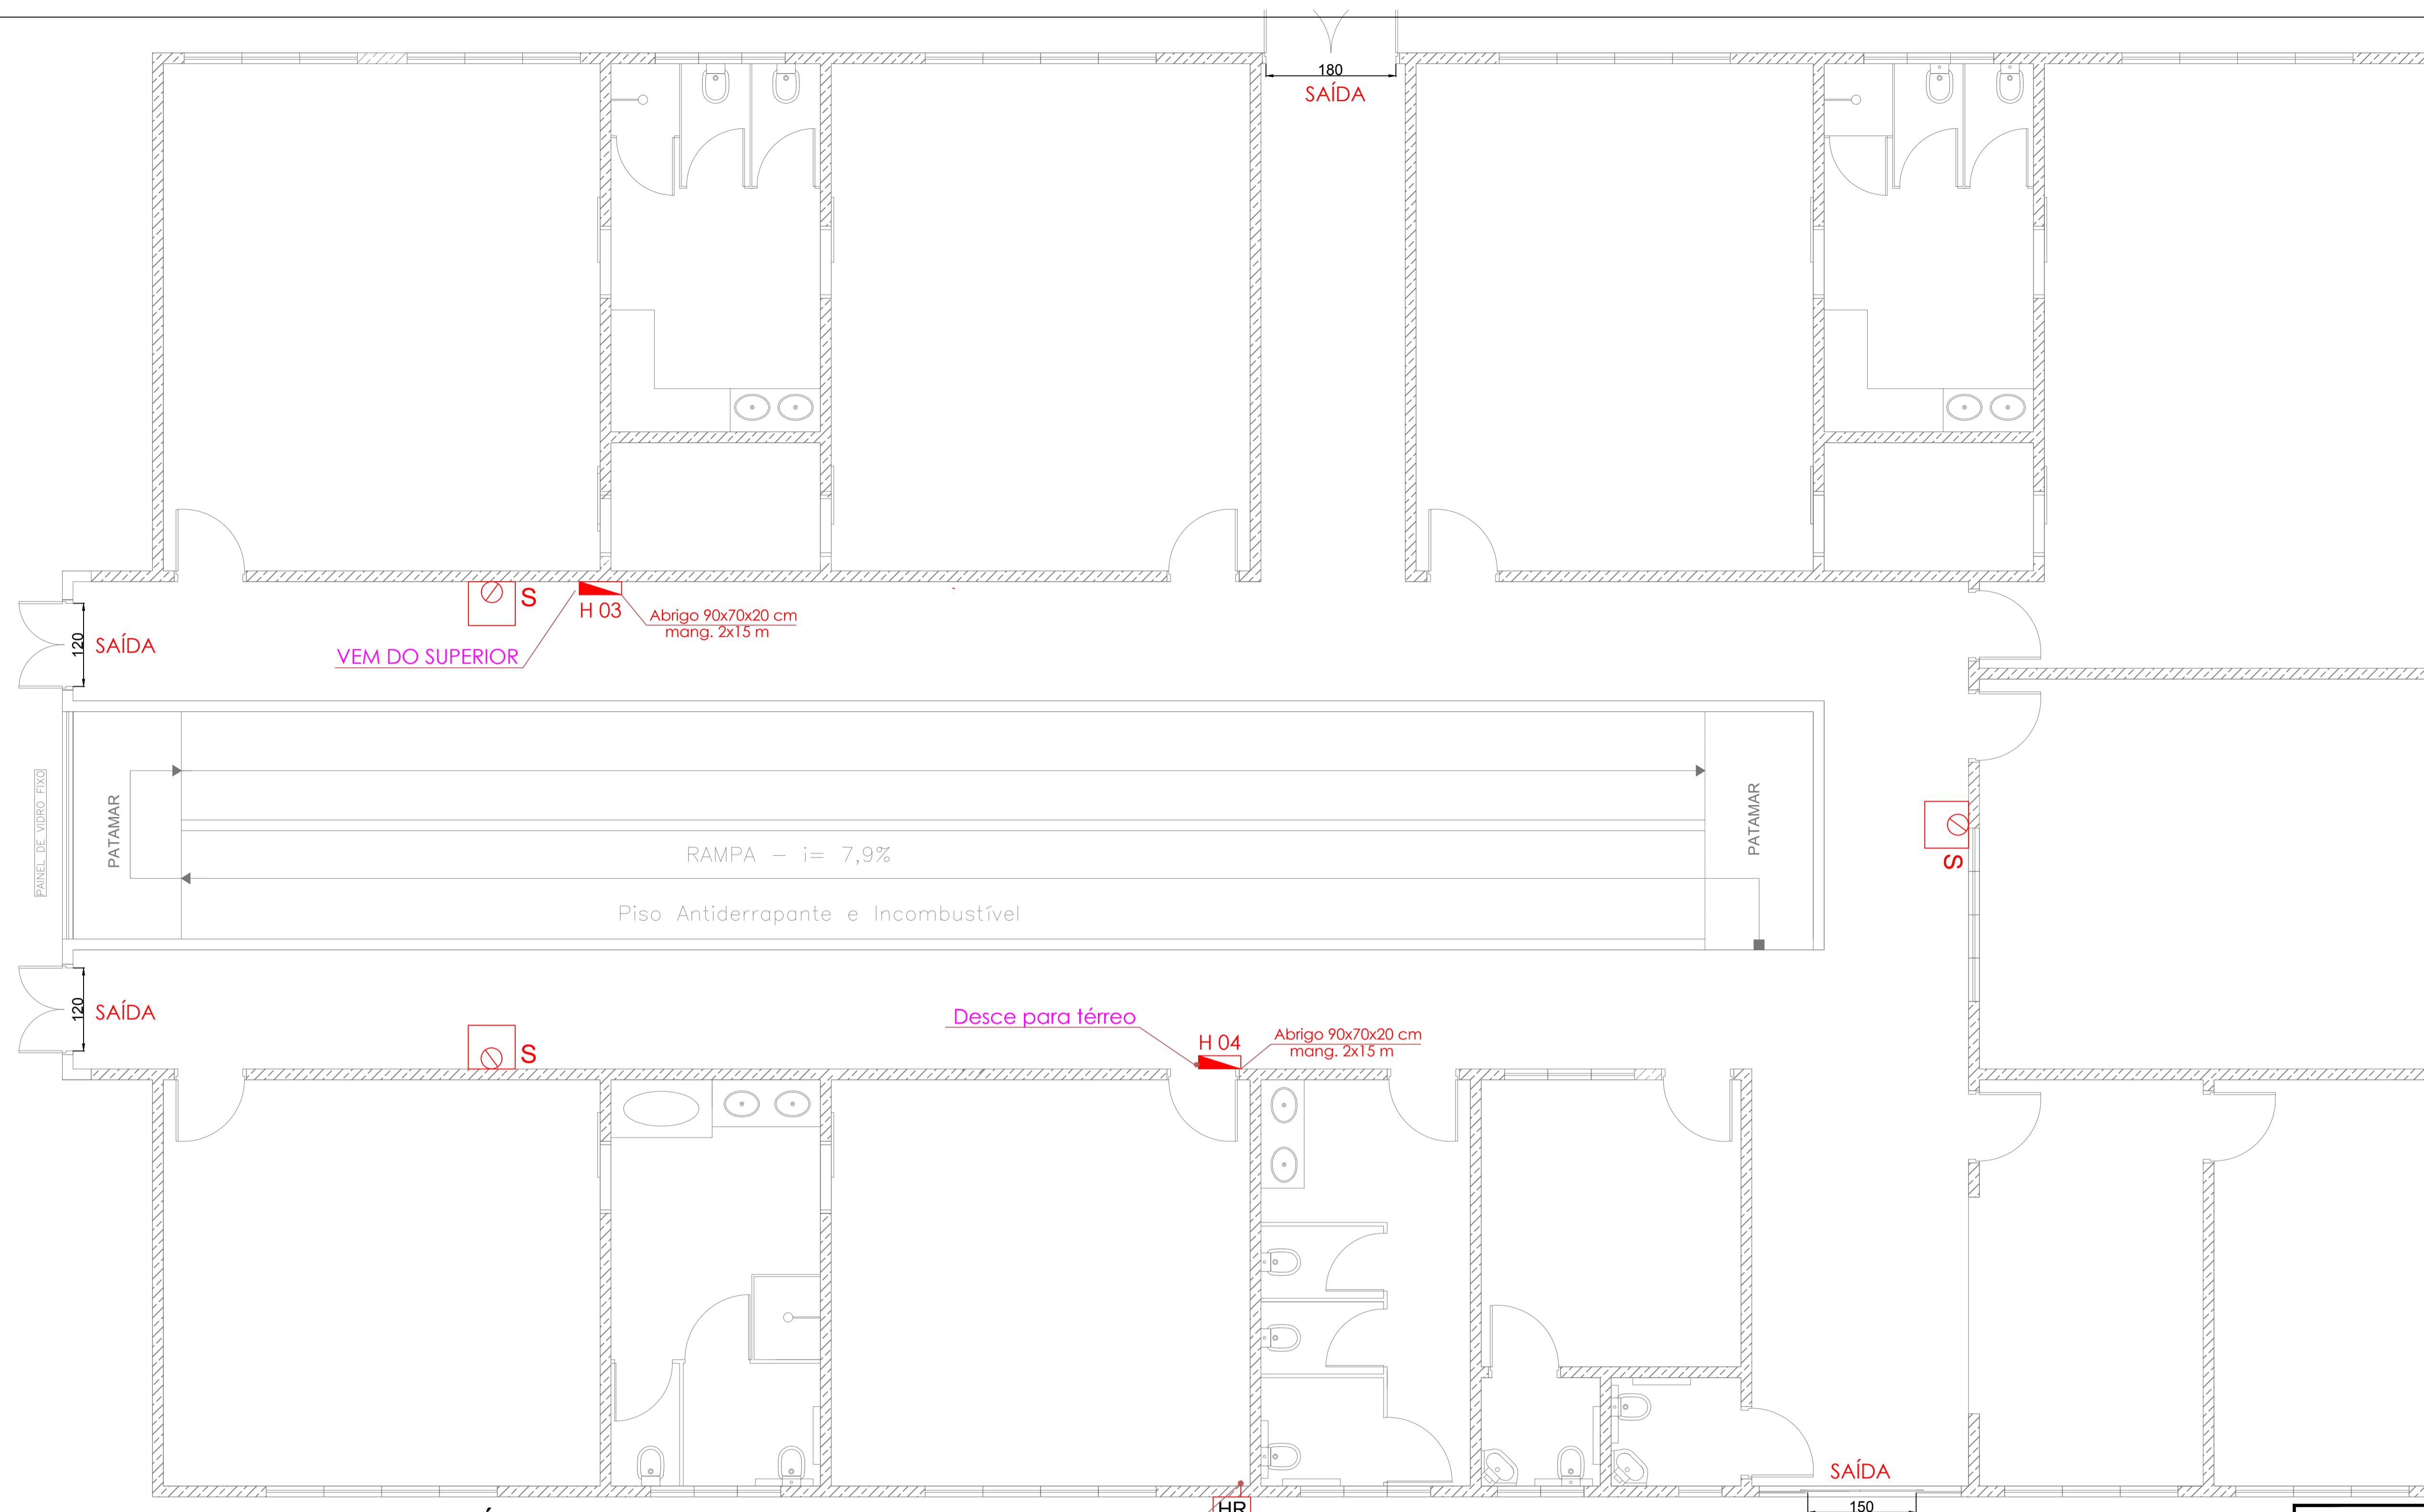 180
SAÍDA
S
H 03
Abrigo 90x70x20 cm
mang. 2x15 m
120
SAÍDA
VEM DO SUPERIOR
PAINEL DE VIDRO FIXO
PATAMAR
PATAMAR
RAMPA - i= 7,9%
S
Piso Antiderrapante e Incombustível
120
SAÍDA
Desce para térreo
H 04
Abrigo 90x70x20 cm
mang. 2x15 m
S
SAÍDA
HR
150